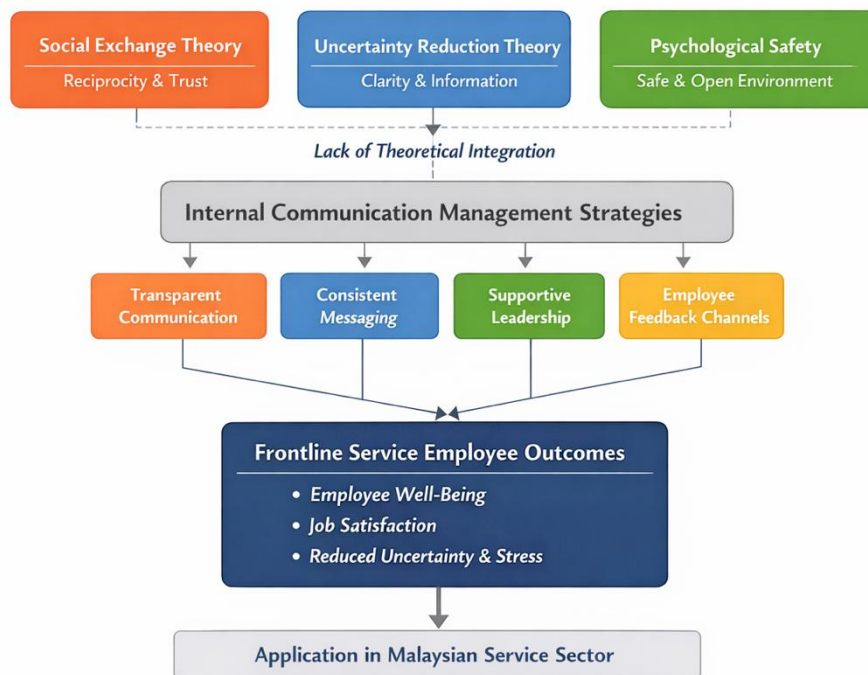 Social Exchange Theory
Reciprocity & Trust
Uncertainty Reduction Theory
Clarity & Information
Psychological Safety
Safe & Open Environment
Lack of Theoretical Integration
Internal Communication Management Strategies
Transparent
Communication
Consistent
Messaging
Supportive
Leadership
Employee
Feedback Channels
Frontline Service Employee Outcomes
• Employee Well-Being
• Job Satisfaction
• Reduced Uncertainty & Stress
Application in Malaysian Service Sector